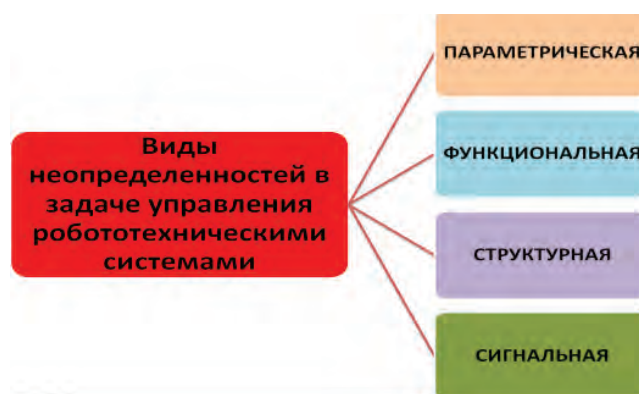 Виды
неопределенностей в
задаче управления
робототехническими
системами
ПАРАМЕТРИЧЕСКАЯ
ФУНКЦИОНАЛЬНАЯ
СТРУКТУРНАЯ
СИГНАЛЬНАЯ